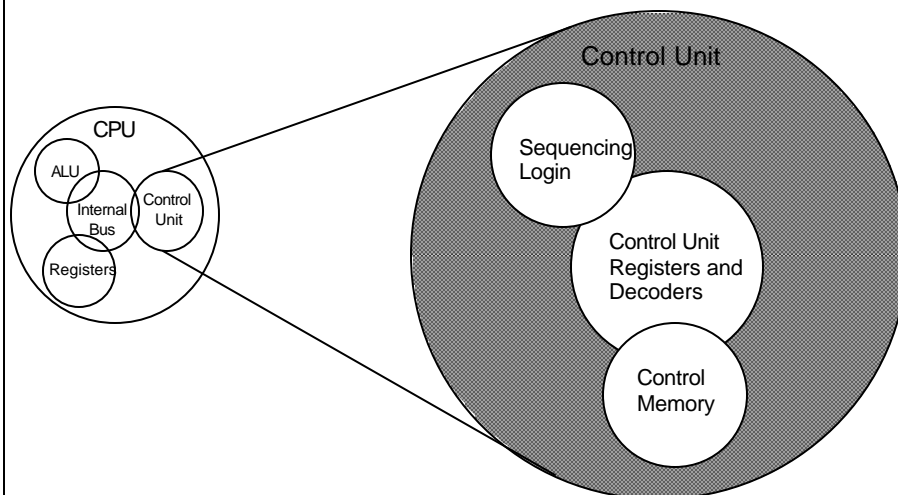 CPU
ALU
Internal
Bus
Control
Unit
Registers
Control Unit
Sequencing
Login
Control Unit
Registers and
Decoders
Control
Memory